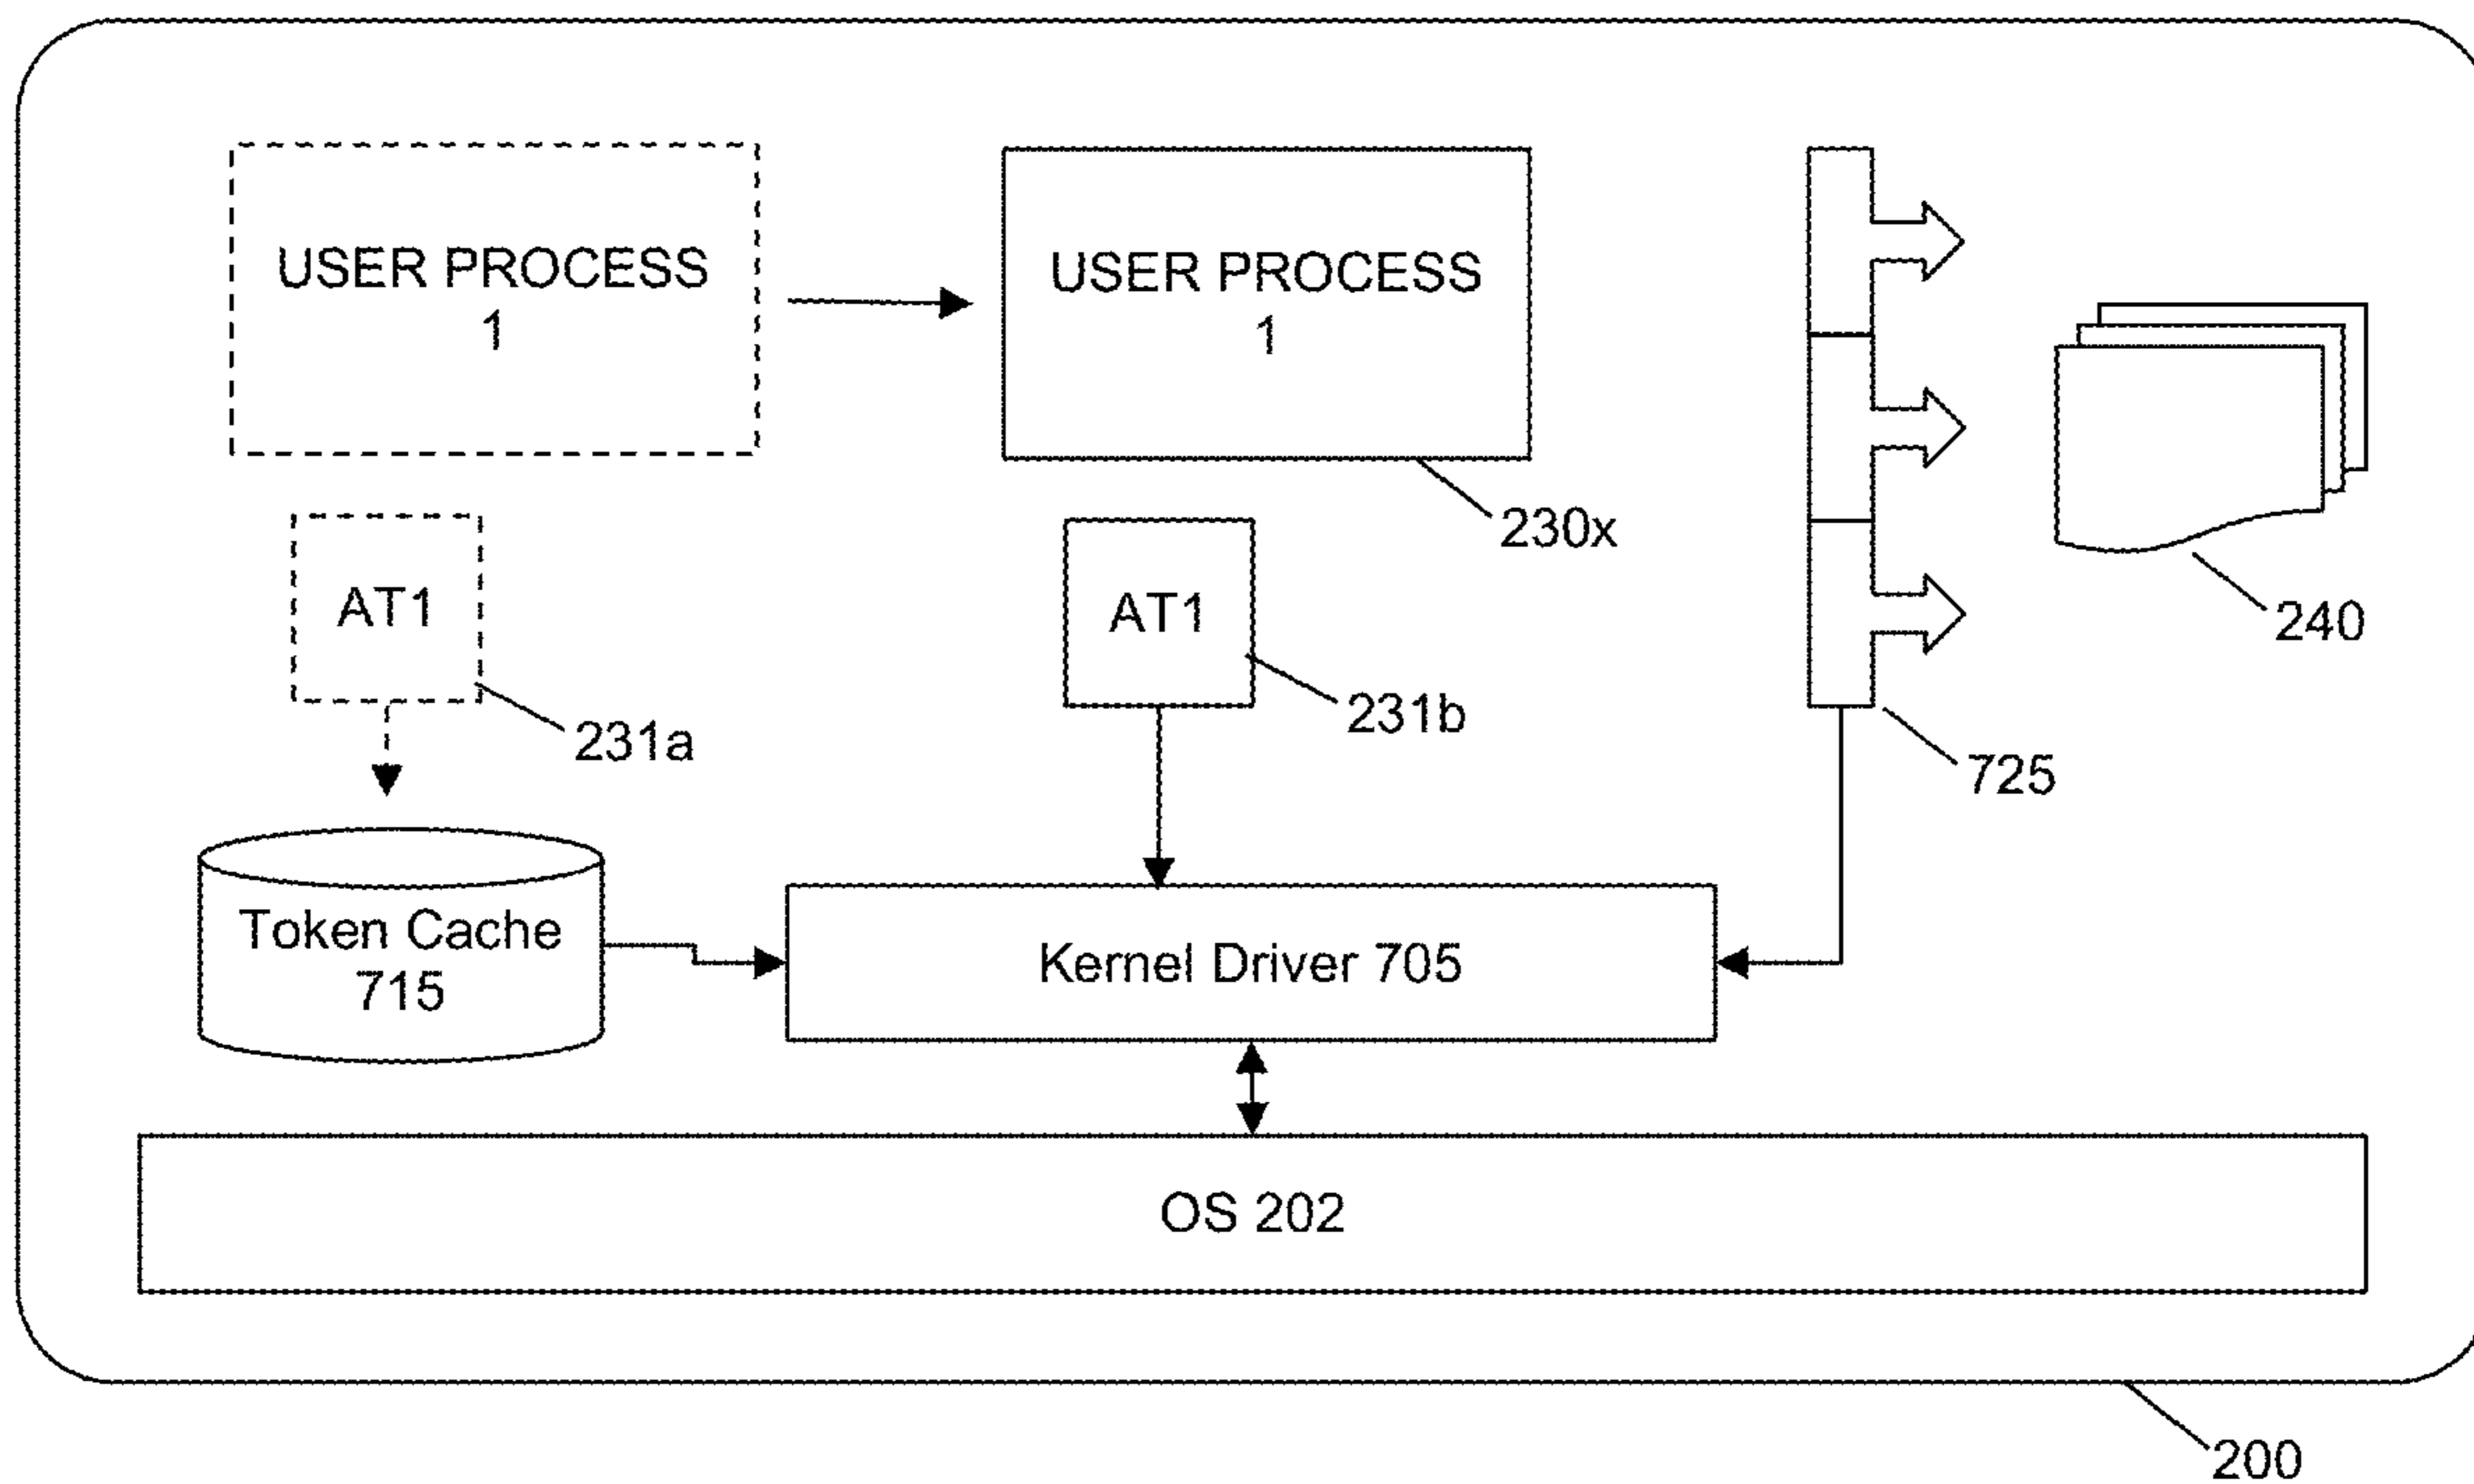 USER PROCESS
1
USER PROCESS
1
230x
AT1
231a
AT1
231b
240
725
Token Cache
715
Kernel Driver 705
OS 202
200